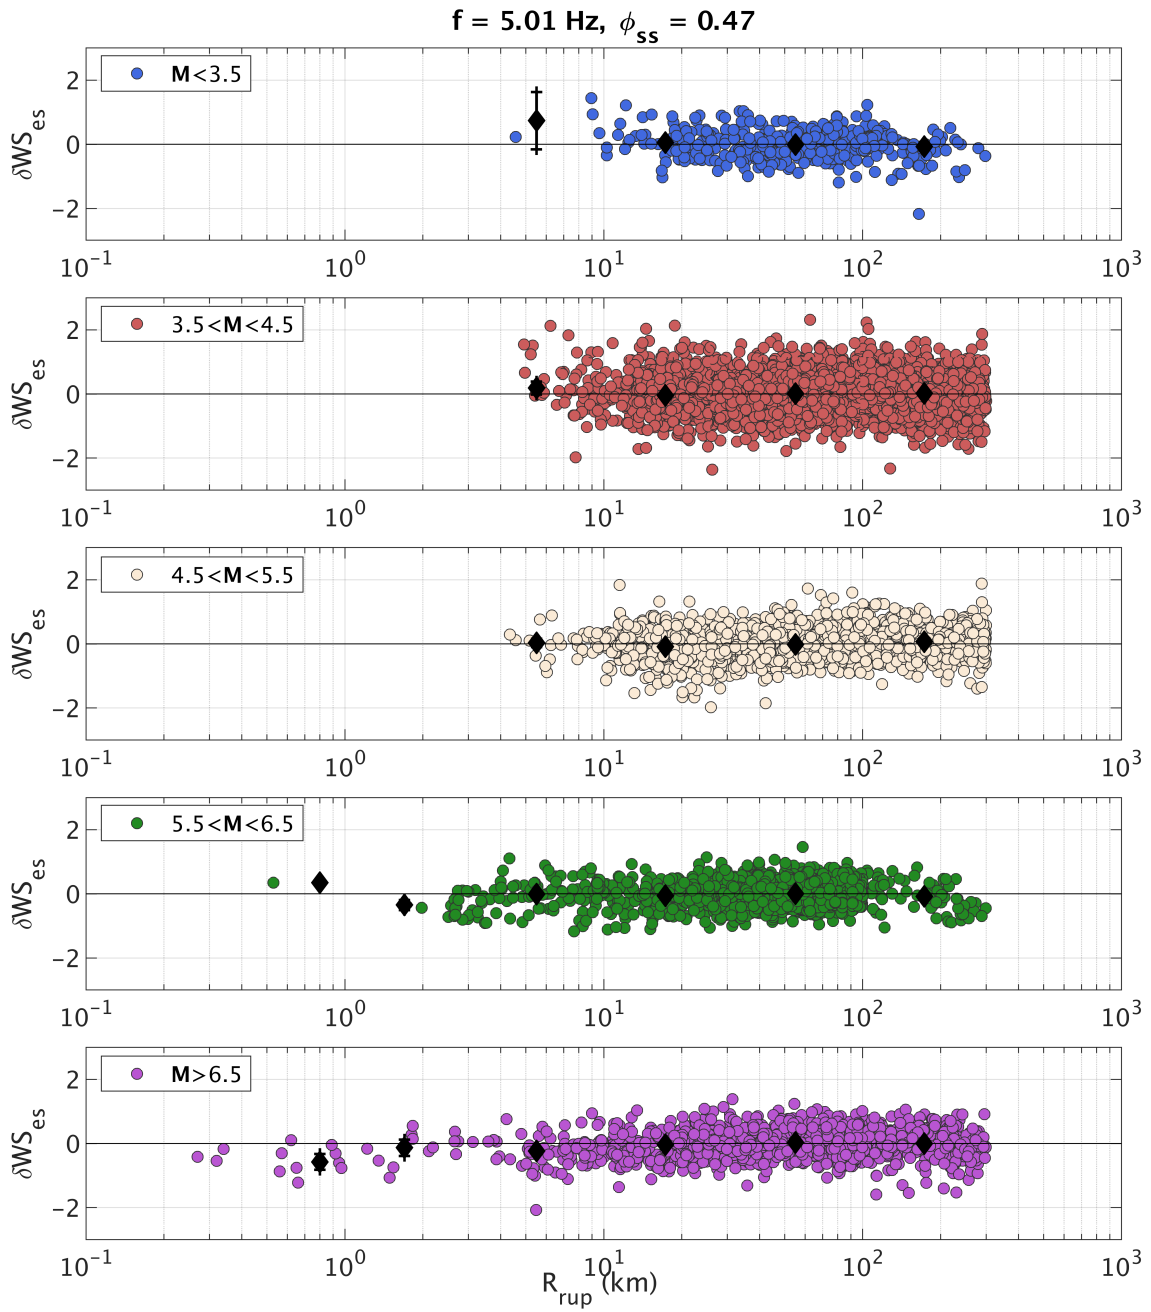 f = 5.01 Hz, ϕss = 0.47
M<3.5
2
0
−2
δWSes
10⁻¹ 10⁰ 10¹ 10² 10³
3.5<M<4.5
2
0
−2
δWSes
10⁻¹ 10⁰ 10¹ 10² 10³
4.5<M<5.5
2
0
−2
δWSes
10⁻¹ 10⁰ 10¹ 10² 10³
5.5<M<6.5
2
0
−2
δWSes
10⁻¹ 10⁰ 10¹ 10² 10³
M>6.5
2
0
−2
δWSes
10⁻¹ 10⁰ 10¹ 10² 10³
Rrup (km)